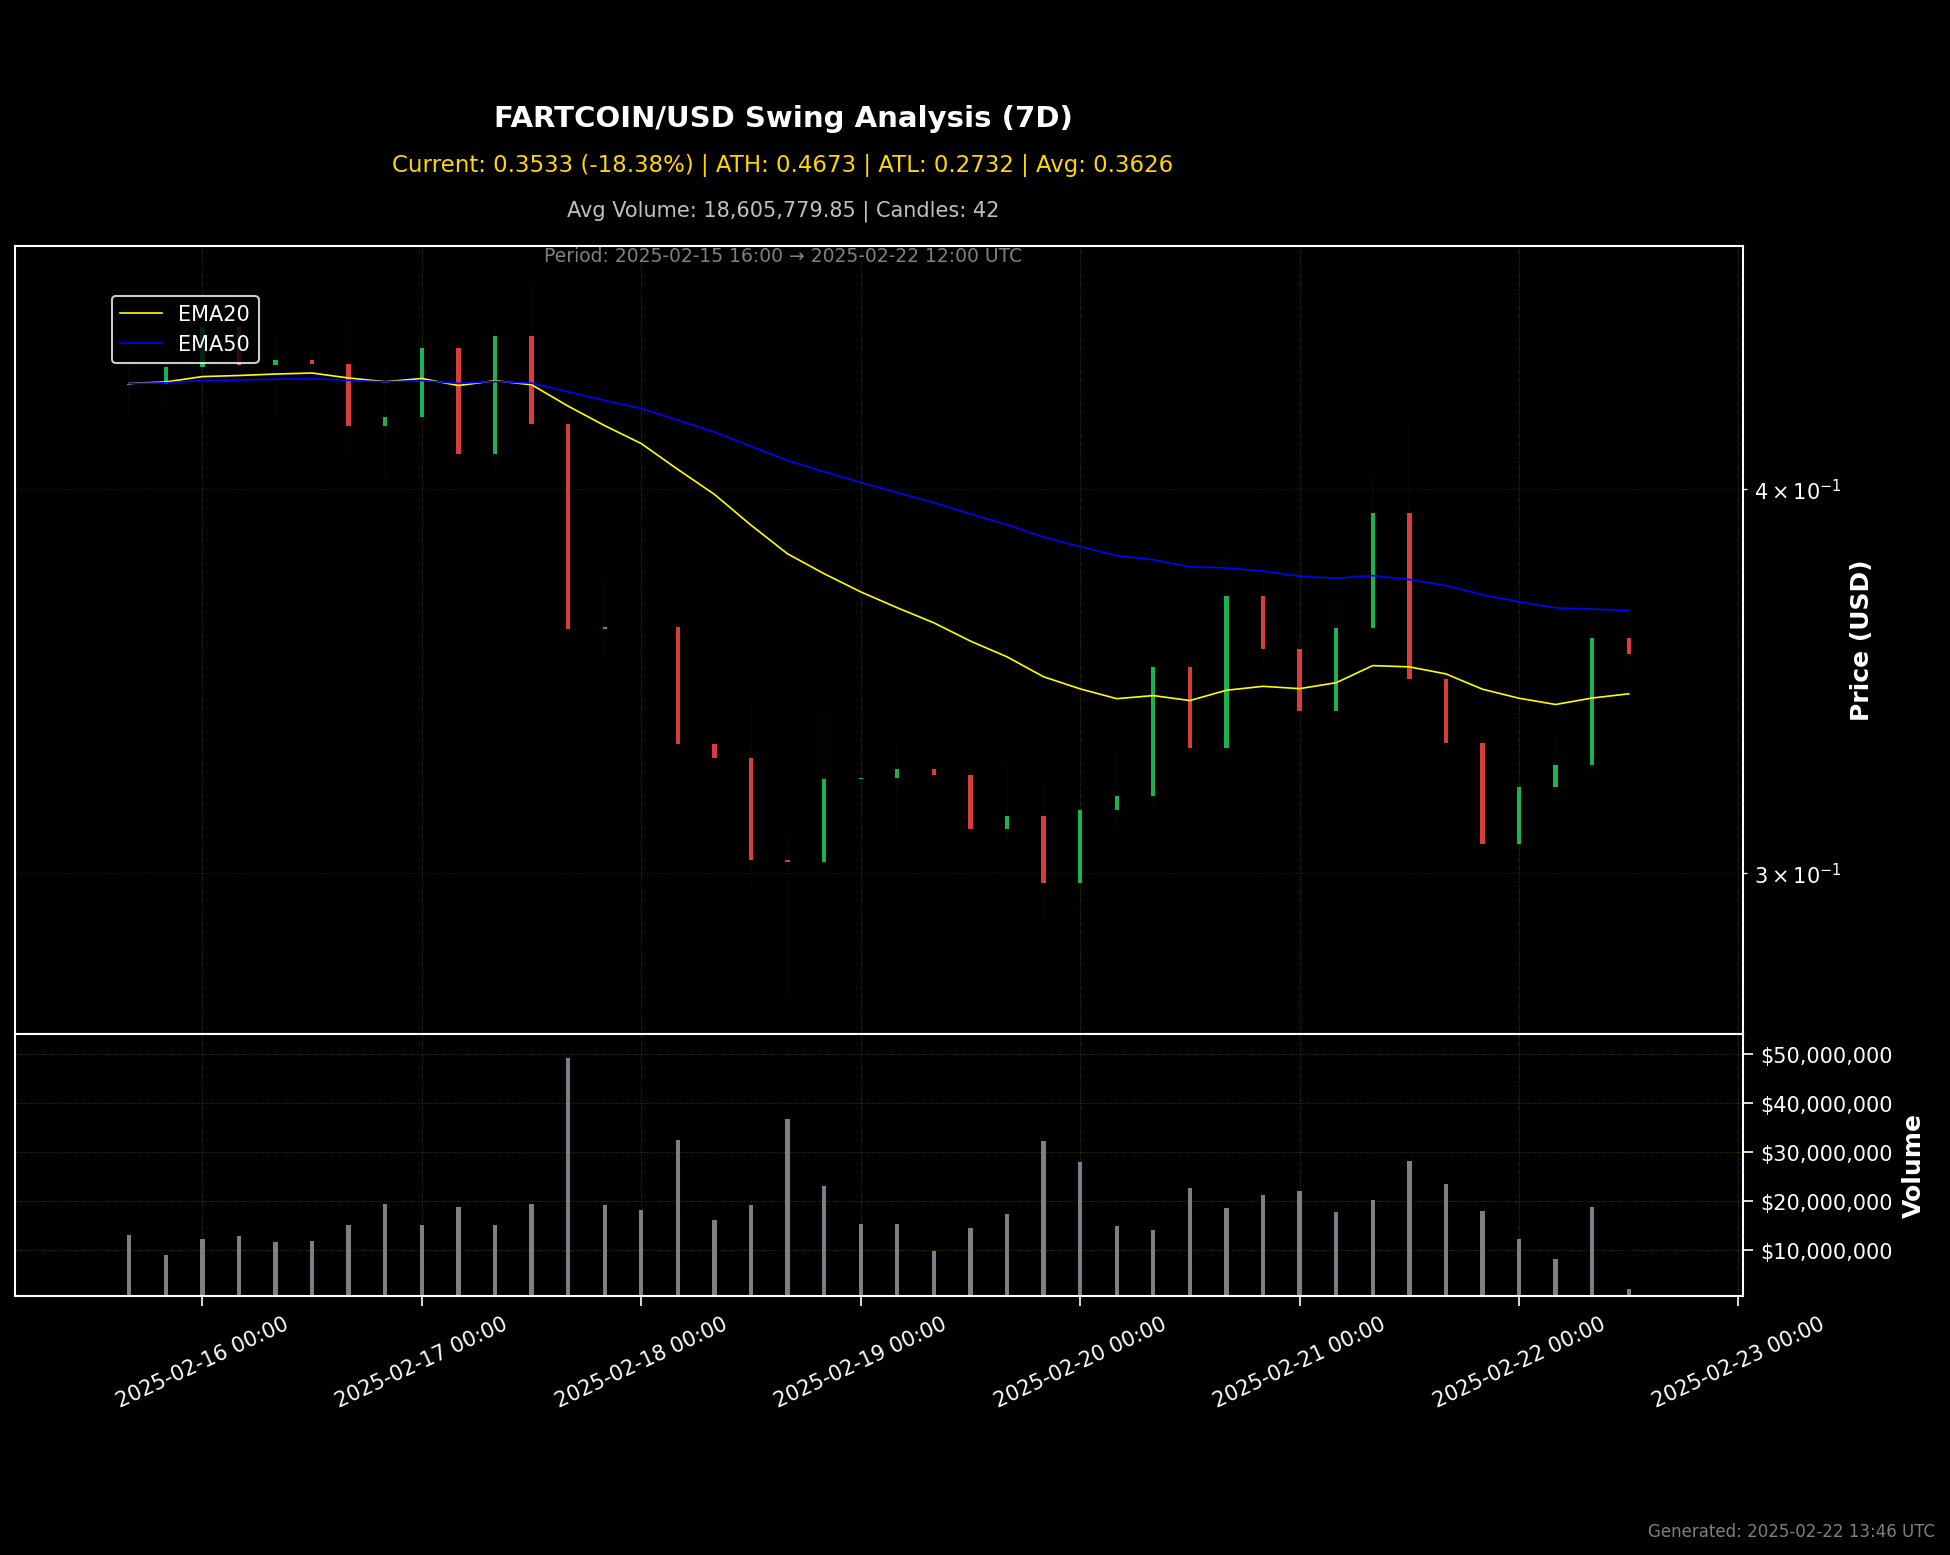 FARTCOIN/USD Swing Analysis (7D)
Current: 0.3533 (-18.38%) | ATH: 0.4673 | ATL: 0.2732 | Avg: 0.3626
Avg Volume: 18,605,779.85 | Candles: 42
Period: 2025-02-15 16:00 → 2025-02-22 12:00 UTC
EMA20
EMA50
4 × 10⁻¹
3 × 10⁻¹
Price (USD)
$50,000,000
$40,000,000
$30,000,000
$20,000,000
$10,000,000
Volume
2025-02-16 00:00
2025-02-17 00:00
2025-02-18 00:00
2025-02-19 00:00
2025-02-20 00:00
2025-02-21 00:00
2025-02-22 00:00
2025-02-23 00:00
Generated: 2025-02-22 13:46 UTC